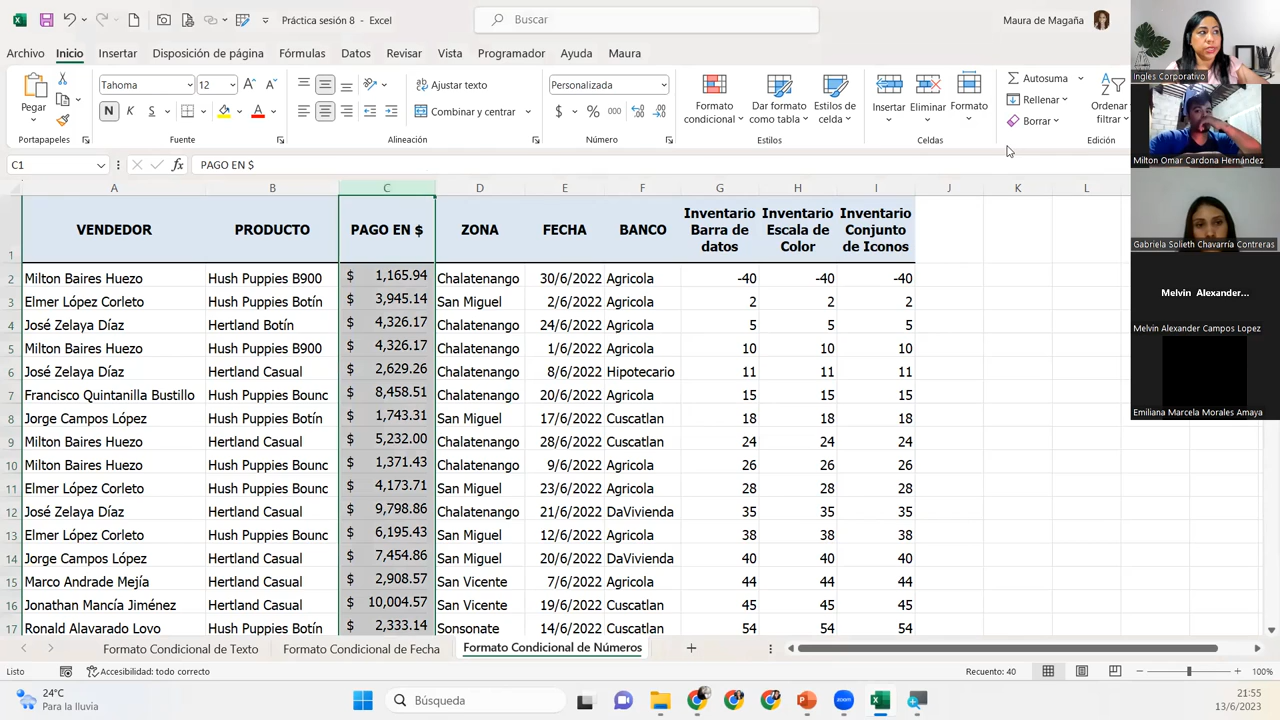 Práctica sesión 8 - Excel
Buscar
Maura de Magaña
Archivo Inicio Insertar Disposición de página Fórmulas Datos Revisar Vista Programador Ayuda Maura
Pegar
Portapapeles
Tahoma 12
N K S
Fuente
Ajustar texto
Combinar y centrar
Alineación
Personalizada
$ % 000
Número
Formato condicional
Dar formato como tabla
Estilos de celda
Estilos
Insertar Eliminar Formato
Celdas
Autosuma
Rellenar
Borrar
Ordenar filtrar
Edición
C1 fx PAGO EN $
A B C D E F G H I J K L
1 VENDEDOR PRODUCTO PAGO EN $ ZONA FECHA BANCO Inventario Barra de datos Inventario Escala de Color Inventario Conjunto de Iconos
2 Milton Baires Huezo Hush Puppies B900 $ 1,165.94 Chalatenango 30/6/2022 Agricola -40 -40 -40
3 Elmer López Corleto Hush Puppies Botín $ 3,945.14 San Miguel 2/6/2022 Agricola 2 2 2
4 José Zelaya Díaz Hertland Botín $ 4,326.17 Chalatenango 24/6/2022 Agricola 5 5 5
5 Milton Baires Huezo Hush Puppies B900 $ 4,326.17 Chalatenango 1/6/2022 Agricola 10 10 10
6 José Zelaya Díaz Hertland Casual $ 2,629.26 Chalatenango 8/6/2022 Hipotecario 11 11 11
7 Francisco Quintanilla Bustillo Hush Puppies Bounc $ 8,458.51 Chalatenango 20/6/2022 Agricola 15 15 15
8 Jorge Campos López Hush Puppies Botín $ 1,743.31 San Miguel 17/6/2022 Cuscatlan 18 18 18
9 Milton Baires Huezo Hertland Casual $ 5,232.00 Chalatenango 28/6/2022 Cuscatlan 24 24 24
10 Milton Baires Huezo Hush Puppies Bounc $ 1,371.43 Chalatenango 9/6/2022 Agricola 26 26 26
11 Elmer López Corleto Hush Puppies Bounc $ 4,173.71 San Miguel 23/6/2022 Agricola 28 28 28
12 José Zelaya Díaz Hertland Casual $ 9,798.86 Chalatenango 21/6/2022 DaVivienda 35 35 35
13 Elmer López Corleto Hush Puppies Bounc $ 6,195.43 San Miguel 12/6/2022 Agricola 38 38 38
14 Jorge Campos López Hertland Casual $ 7,454.86 San Miguel 20/6/2022 DaVivienda 40 40 40
15 Marco Andrade Mejía Hertland Casual $ 2,908.57 San Vicente 7/6/2022 Agricola 44 44 44
16 Jonathan Mancía Jiménez Hertland Casual $ 10,004.57 San Vicente 19/6/2022 Cuscatlan 45 45 45
17 Ronald Alavarado Lovo Hush Puppies Botín $ 2,333.14 Sonsonate 14/6/2022 Cuscatlan 54 54 54
Formato Condicional de Texto Formato Condicional de Fecha Formato Condicional de Números
Listo Accesibilidad: todo correcto Recuento: 40 100%
24°C
Para la lluvia
Búsqueda
zoom
21:55
13/6/2023
Ingles Corporativo
Milton Omar Cardona Hernández
Gabriela Solieth Chavarría Contreras
Melvin Alexander...
Melvin Alexander Campos Lopez
Emiliana Marcela Morales Amaya